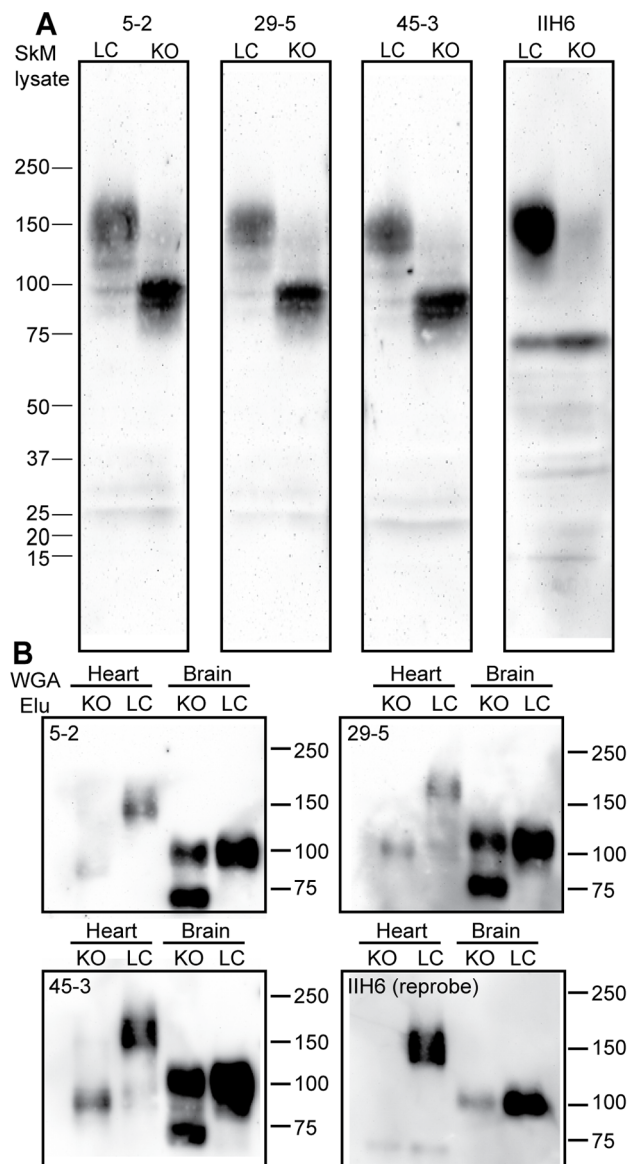 A
5-2 29-5 45-3 IIH6
SkM lysate
LC KO LC KO LC KO LC KO
250
150
100
75
50
37
25
20
15
B
WGA Elu
Heart Brain
KO LC KO LC
5-2
250
150
100
75
Heart Brain
KO LC KO LC
29-5
250
150
100
75
Heart Brain
KO LC KO LC
45-3
250
150
100
75
Heart Brain
KO LC KO LC
IIH6 (reprobe)
250
150
100
75